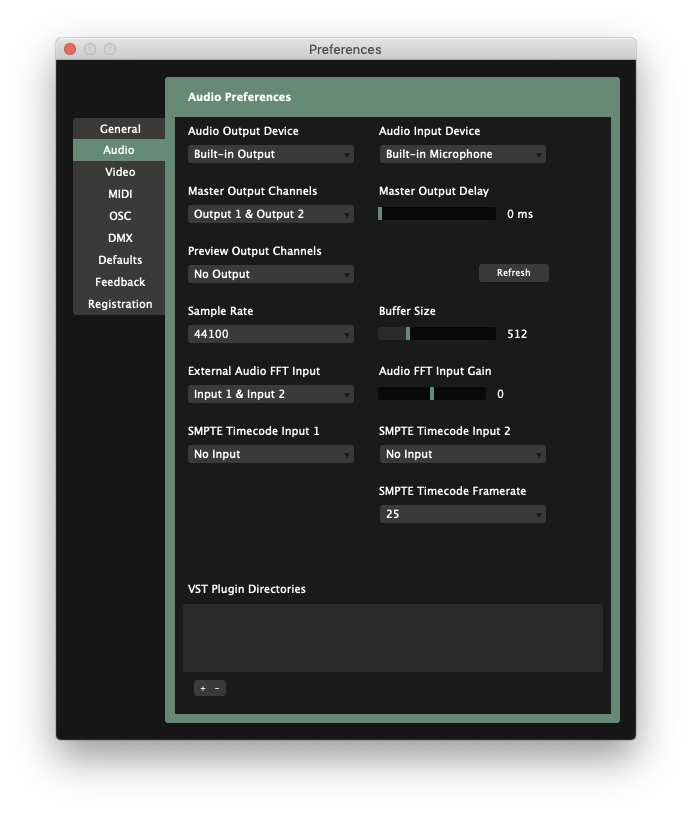 Preferences
Audio Preferences
General
Audio
Video
MIDI
OSC
DMX
Defaults
Feedback
Registration
Audio Output Device
Audio Input Device
Built-in Output
Built-in Microphone
Master Output Channels
Master Output Delay
Output 1 & Output 2
0 ms
Preview Output Channels
No Output
Refresh
Sample Rate
Buffer Size
44100
512
External Audio FFT Input
Audio FFT Input Gain
Input 1 & Input 2
0
SMPTE Timecode Input 1
SMPTE Timecode Input 2
No Input
No Input
SMPTE Timecode Framerate
25
VST Plugin Directories
+ -